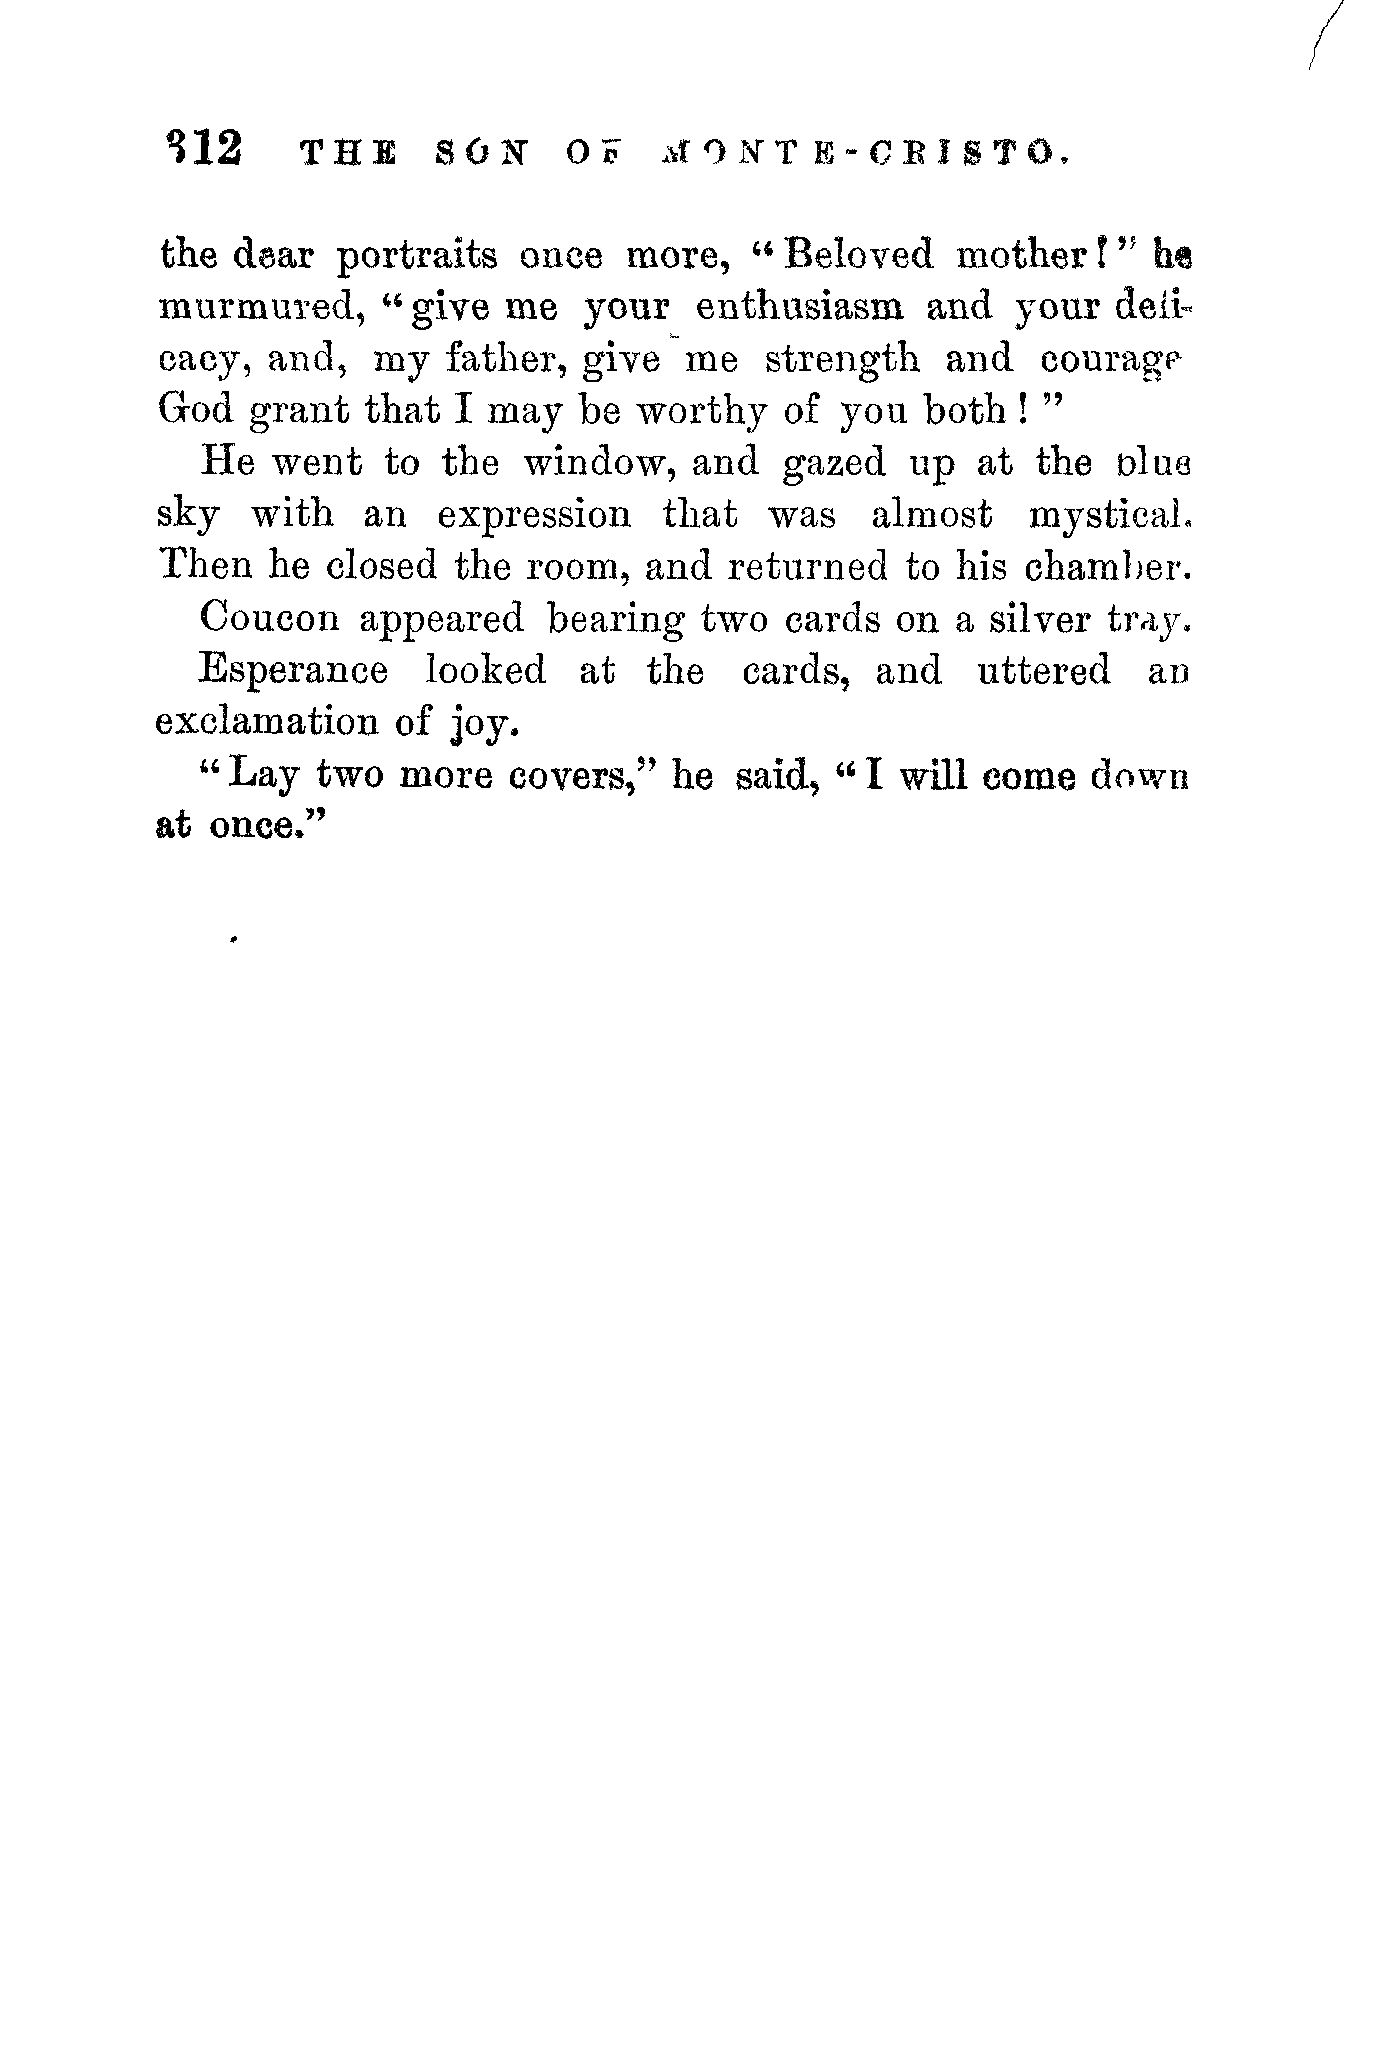 312 THE SON OF MONTE-CRISTO.
the dear portraits once more, "Beloved mother!" he
murmured, "give me your enthusiasm and your deli-
cacy, and, my father, give me strength and courage
God grant that I may be worthy of you both!"
He went to the window, and gazed up at the blue
sky with an expression that was almost mystical.
Then he closed the room, and returned to his chamber.
Coucon appeared bearing two cards on a silver tray.
Esperance looked at the cards, and uttered an
exclamation of joy.
"Lay two more covers," he said, "I will come down
at once."